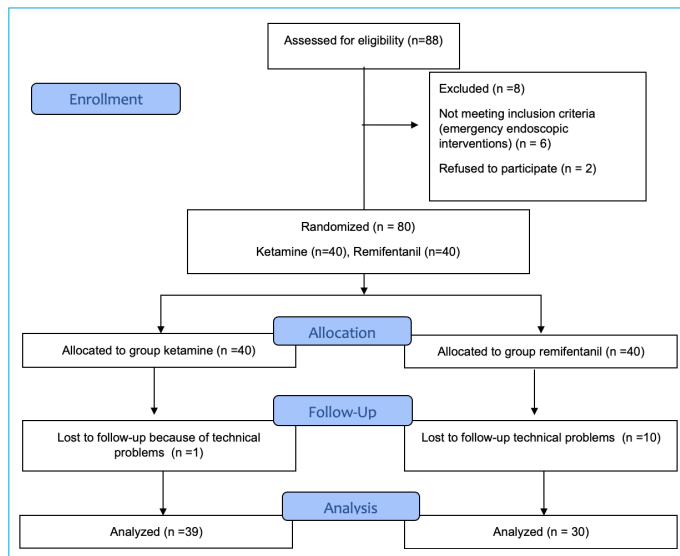 Assessed for eligibility (n=88)
Enrollment
Excluded (n =8)
Not meeting inclusion criteria
(emergency endoscopic
interventions) (n = 6)
Refused to participate (n = 2)
Randomized (n = 80)
Ketamine (n=40), Remifentanil (n=40)
Allocation
Allocated to group ketamine (n =40)
Allocated to group remifentanil (n =40)
Follow-Up
Lost to follow-up because of technical
problems (n =1)
Lost to follow-up technical problems (n =10)
Analysis
Analyzed (n =39)
Analyzed (n = 30)